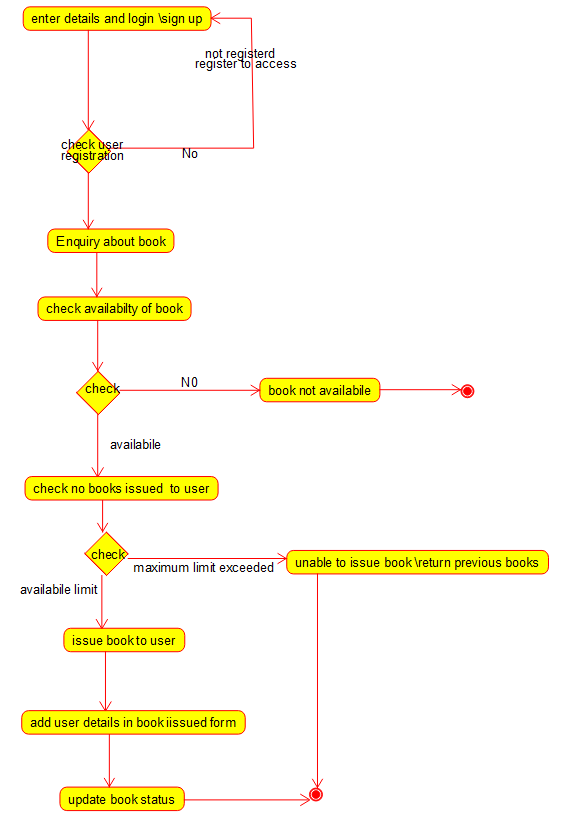 enter details and login \sign up
not registerd
register to access
check user
registration
No
Enquiry about book
check availabilty of book
check
N0
book not availabile
availabile
check no books issued to user
check
maximum limit exceeded
unable to issue book \return previous books
availabile limit
issue book to user
add user details in book iissued form
update book status